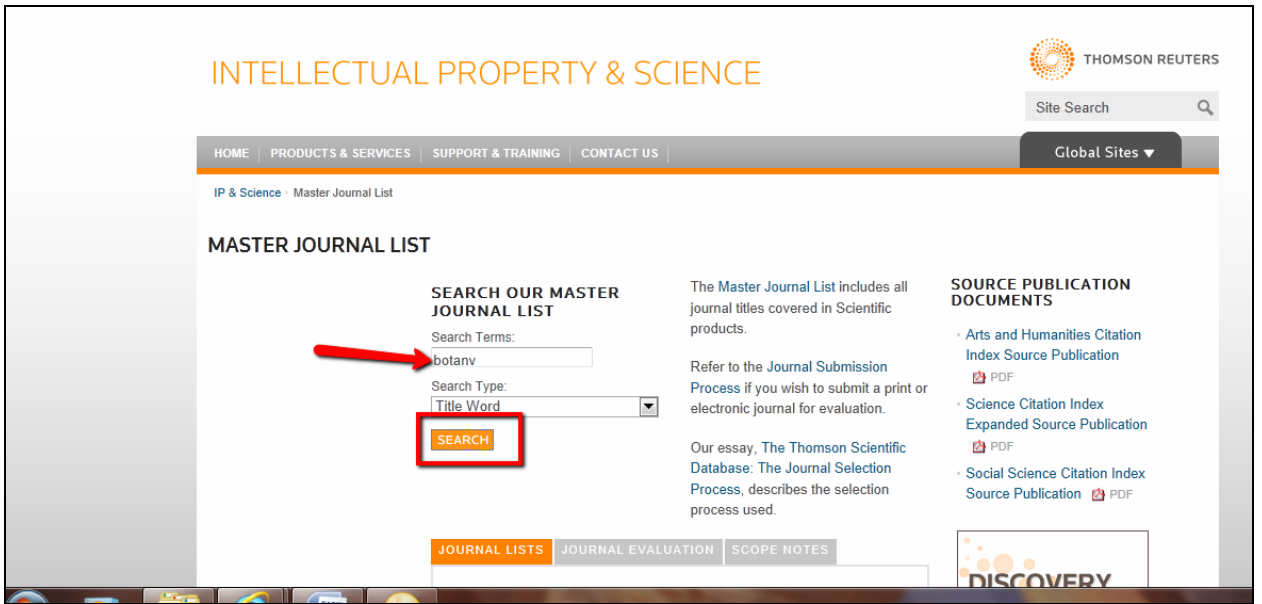 INTELLECTUAL PROPERTY & SCIENCE
THOMSON REUTERS
Site Search
HOME | PRODUCTS & SERVICES | SUPPORT & TRAINING | CONTACT US |
Global Sites ▼
IP & Science · Master Journal List
MASTER JOURNAL LIST
SEARCH OUR MASTER
JOURNAL LIST
Search Terms:
botany
Search Type:
Title Word
SEARCH
The Master Journal List includes all
journal titles covered in Scientific
products.
Refer to the Journal Submission
Process if you wish to submit a print or
electronic journal for evaluation.
Our essay, The Thomson Scientific
Database: The Journal Selection
Process, describes the selection
process used.
SOURCE PUBLICATION
DOCUMENTS
· Arts and Humanities Citation
Index Source Publication
PDF
· Science Citation Index
Expanded Source Publication
PDF
· Social Science Citation Index
Source Publication PDF
JOURNAL LISTS JOURNAL EVALUATION SCOPE NOTES
DISCOVERY